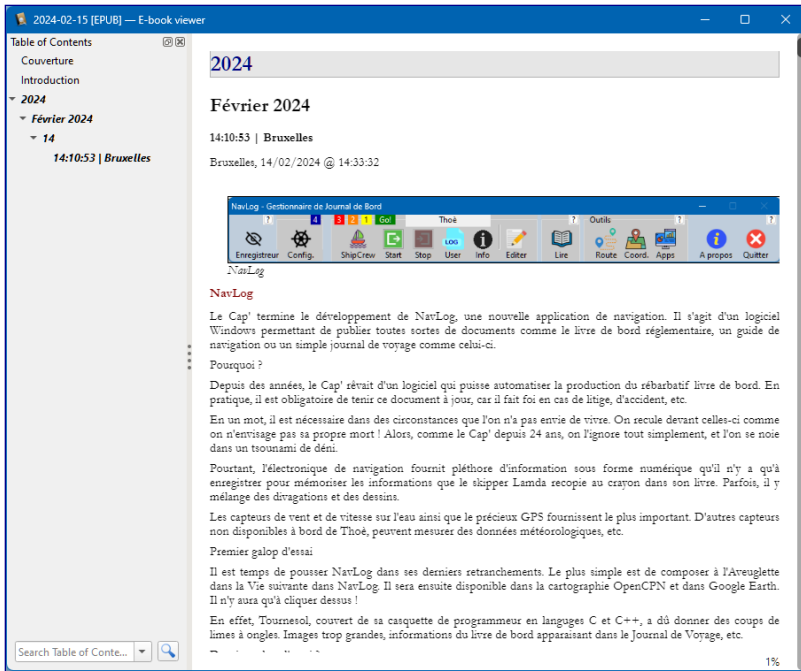 2024-02-15 [EPUB] — E-book viewer
Table of Contents
Couverture
Introduction
2024
Février 2024
14
14:10:53 | Bruxelles
Search Table of Conte...
2024
Février 2024
14:10:53 | Bruxelles
Bruxelles, 14/02/2024 @ 14:33:32
NavLog - Gestionnaire de Journal de Bord
? 4 3 2 1 Go! Thoè ? Outils ? ?
LOG
Enregistreur Config. ShipCrew Start Stop User Info Editer Lire Route Coord. Apps A propos Quitter
NavLog
NavLog
Le Cap' termine le développement de NavLog, une nouvelle application de navigation. Il s'agit d'un logiciel
Windows permettant de publier toutes sortes de documents comme le livre de bord réglementaire, un guide de
navigation ou un simple journal de voyage comme celui-ci.
Pourquoi ?
Depuis des années, le Cap' rêvait d'un logiciel qui puisse automatiser la production du rébarbatif livre de bord. En
pratique, il est obligatoire de tenir ce document à jour, car il fait foi en cas de litige, d'accident, etc.
En un mot, il est nécessaire dans des circonstances que l'on n'a pas envie de vivre. On recule devant celles-ci comme
on n'envisage pas sa propre mort ! Alors, comme le Cap' depuis 24 ans, on l'ignore tout simplement, et l'on se noie
dans un tsounami de déni.
Pourtant, l'électronique de navigation fournit pléthore d'information sous forme numérique qu'il n'y a qu'à
enregistrer pour mémoriser les informations que le skipper Lamda recopie au crayon dans son livre. Parfois, il y
mélange des divagations et des dessins.
Les capteurs de vent et de vitesse sur l'eau ainsi que le précieux GPS fournissent le plus important. D'autres capteurs
non disponibles à bord de Thoè, peuvent mesurer des données météorologiques, etc.
Premier galop d'essai
Il est temps de pousser NavLog dans ses derniers retranchements. Le plus simple est de composer à l'Aveuglette
dans la Vie suivante dans NavLog. Il sera ensuite disponible dans la cartographie OpenCPN et dans Google Earth.
Il n'y aura qu'à cliquer dessus !
En effet, Tournesol, couvert de sa casquette de programmeur en languges C et C++, a dû donner des coups de
limes à ongles. Images trop grandes, informations du livre de bord apparaisant dans le Journal de Voyage, etc.
1%